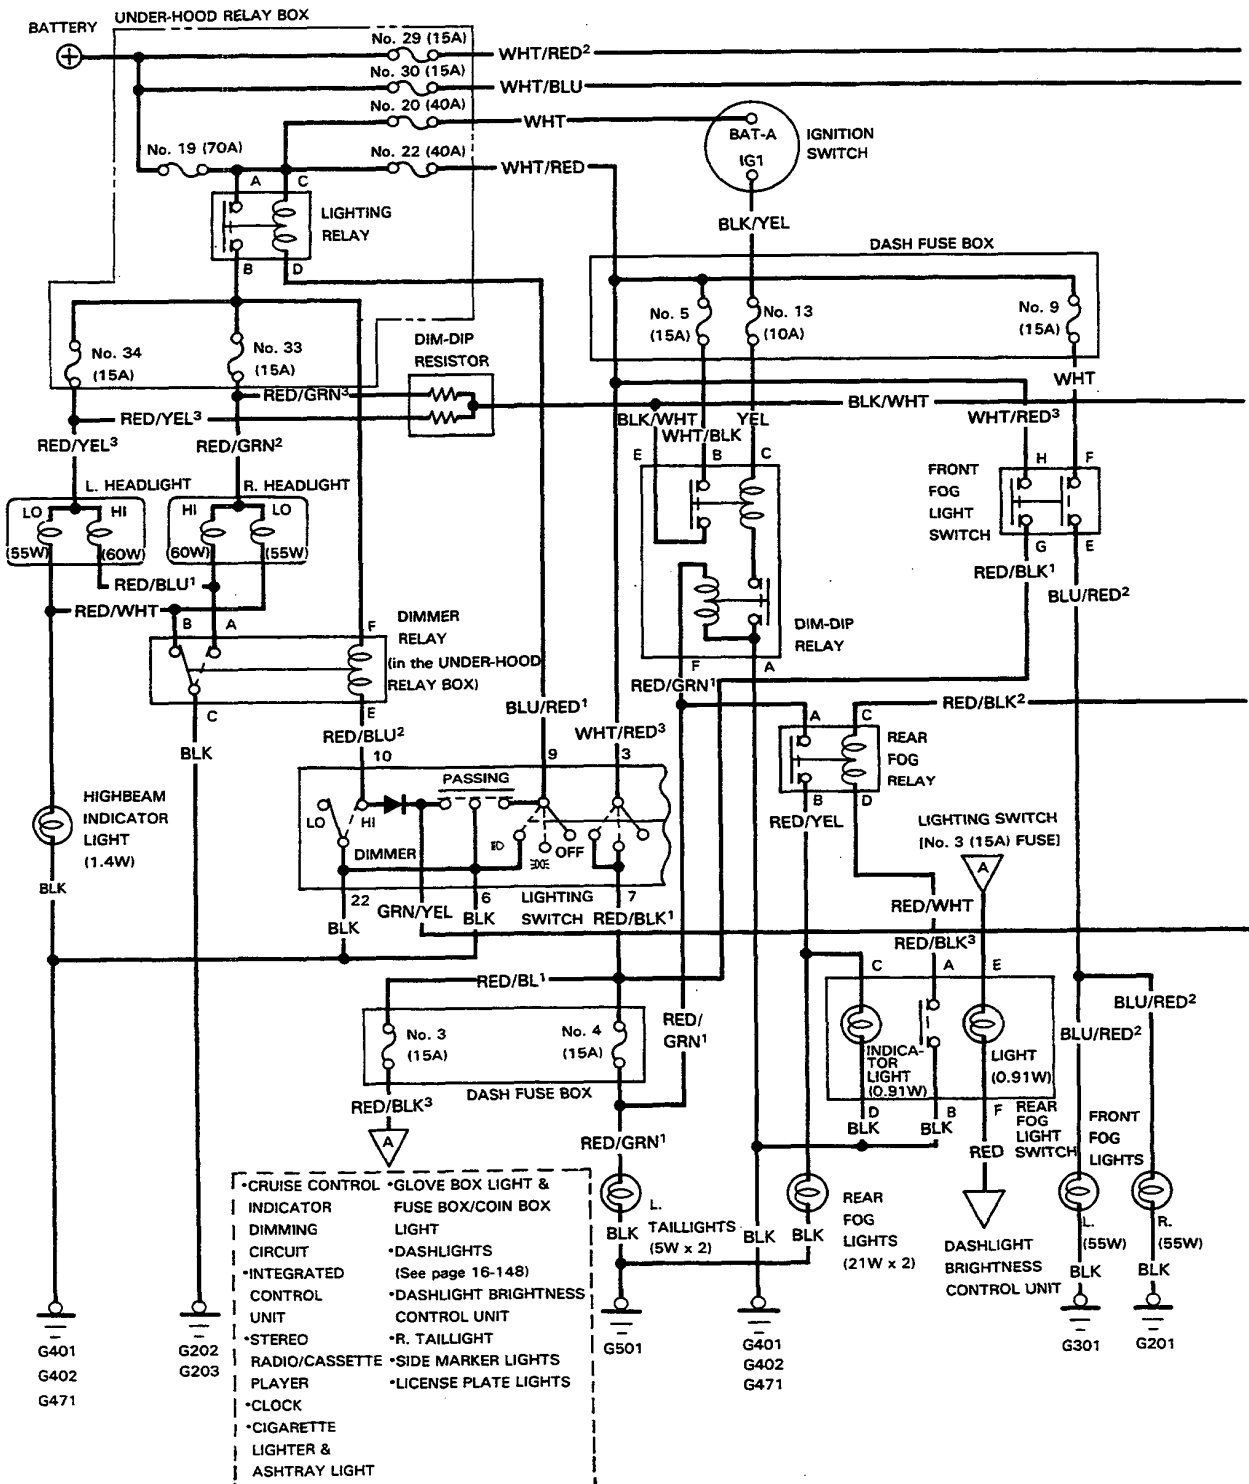 UNDER-HOOD RELAY BOX
BATTERY
No. 29 (15A)
WHT/RED2
No. 30 (15A)
WHT/BLU
No. 20 (40A)
WHT
BAT-A
IG1
IGNITION
SWITCH
No. 19 (70A)
No. 22 (40A)
WHT/RED
A
C
LIGHTING
RELAY
B
D
BLK/YEL
DASH FUSE BOX
No. 5
(15A)
No. 13
(10A)
No. 9
(15A)
No. 34
(15A)
No. 33
(15A)
DIM-DIP
RESISTOR
WHT
RED/GRN3
RED/YEL3
BLK/WHT
BLK/WHT
YEL
WHT/RED3
RED/YEL3
RED/GRN2
WHT/BLK
E
B
C
H
F
FRONT
FOG
LIGHT
SWITCH
L. HEADLIGHT
R. HEADLIGHT
LO
HI
HI
LO
(55W)
(60W)
(60W)
(55W)
G
E
RED/BLK1
RED/BLU1
BLU/RED2
RED/WHT
B
A
F
DIMMER
RELAY
(in the UNDER-HOOD
RELAY BOX)
DIM-DIP
RELAY
F
A
C
E
RED/GRN1
BLU/RED1
A
C
RED/BLK2
BLK
RED/BLU2
WHT/RED3
REAR
FOG
RELAY
10
9
3
PASSING
B
D
HIGHBEAM
INDICATOR
LIGHT
(1.4W)
LO
HI
DIMMER
OFF
RED/YEL
LIGHTING SWITCH
[No. 3 (15A) FUSE]
A
BLK
22
6
LIGHTING
SWITCH
7
GRN/YEL
BLK
RED/BLK1
BLK
RED/WHT
RED/BLK3
C
A
E
RED/BL1
BLU/RED2
No. 3
(15A)
No. 4
(15A)
RED/
GRN1
BLU/RED2
INDICA-
TOR
LIGHT
(0.91W)
LIGHT
(0.91W)
DASH FUSE BOX
RED/BLK3
D
B
F
REAR
FOG
LIGHT
SWITCH
BLK
BLK
FRONT
FOG
LIGHTS
A
RED/GRN1
RED
•CRUISE CONTROL
INDICATOR
DIMMING
CIRCUIT
•INTEGRATED
CONTROL
UNIT
•STEREO
RADIO/CASSETTE
PLAYER
•CLOCK
•CIGARETTE
LIGHTER &
ASHTRAY LIGHT
•GLOVE BOX LIGHT &
FUSE BOX/COIN BOX
LIGHT
•DASHLIGHTS
(See page 16-148)
•DASHLIGHT BRIGHTNESS
CONTROL UNIT
•R. TAILLIGHT
•SIDE MARKER LIGHTS
•LICENSE PLATE LIGHTS
L.
TAILLIGHTS
(5W x 2)
BLK
BLK
BLK
REAR
FOG
LIGHTS
(21W x 2)
DASHLIGHT
BRIGHTNESS
CONTROL UNIT
L.
(55W)
R.
(55W)
BLK
BLK
G401
G402
G471
G202
G203
G501
G401
G402
G471
G301
G201